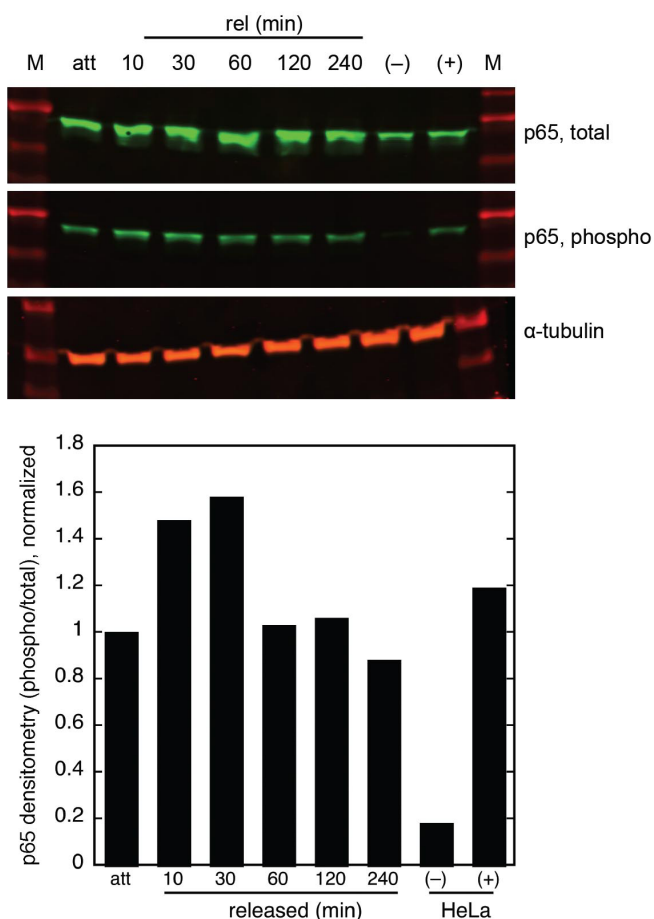 rel (min)
M att 10 30 60 120 240 (–) (+) M
p65, total
p65, phospho
α-tubulin
p65 densitometry (phospho/total), normalized
1.8
1.6
1.4
1.2
1
0.8
0.6
0.4
0.2
0
att 10 30 60 120 240 (–) (+)
released (min) HeLa